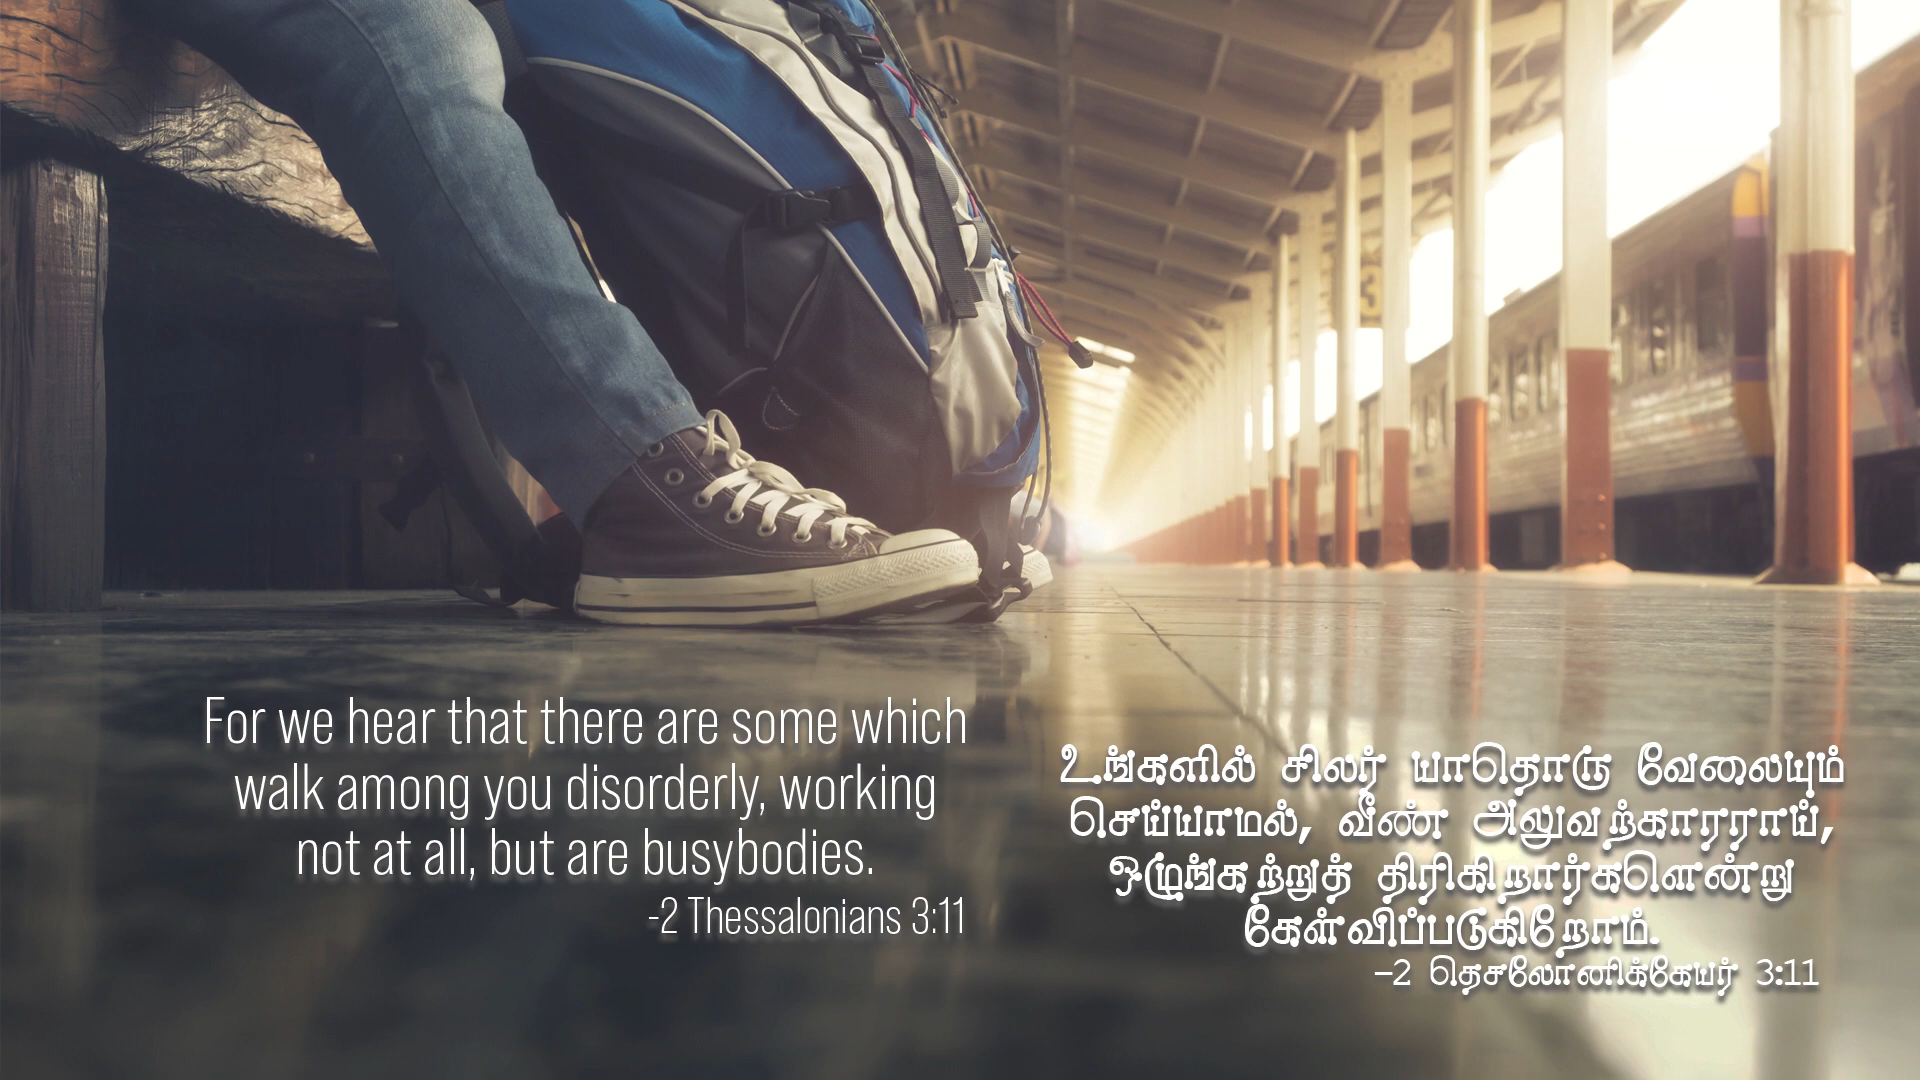 For we hear that there are some which
walk among you disorderly, working
not at all, but are busybodies.
-2 Thessalonians 3:11
உங்களில் சிலர் யாதொரு வேலையும்
செய்யாமல், வீண் அலுவற்காரராய்,
ஒழுங்கற்றுத் திரிகிறார்களென்று
கேள்விப்படுகிறோம்.
-2 தெசலோனிக்கேயர் 3:11
3